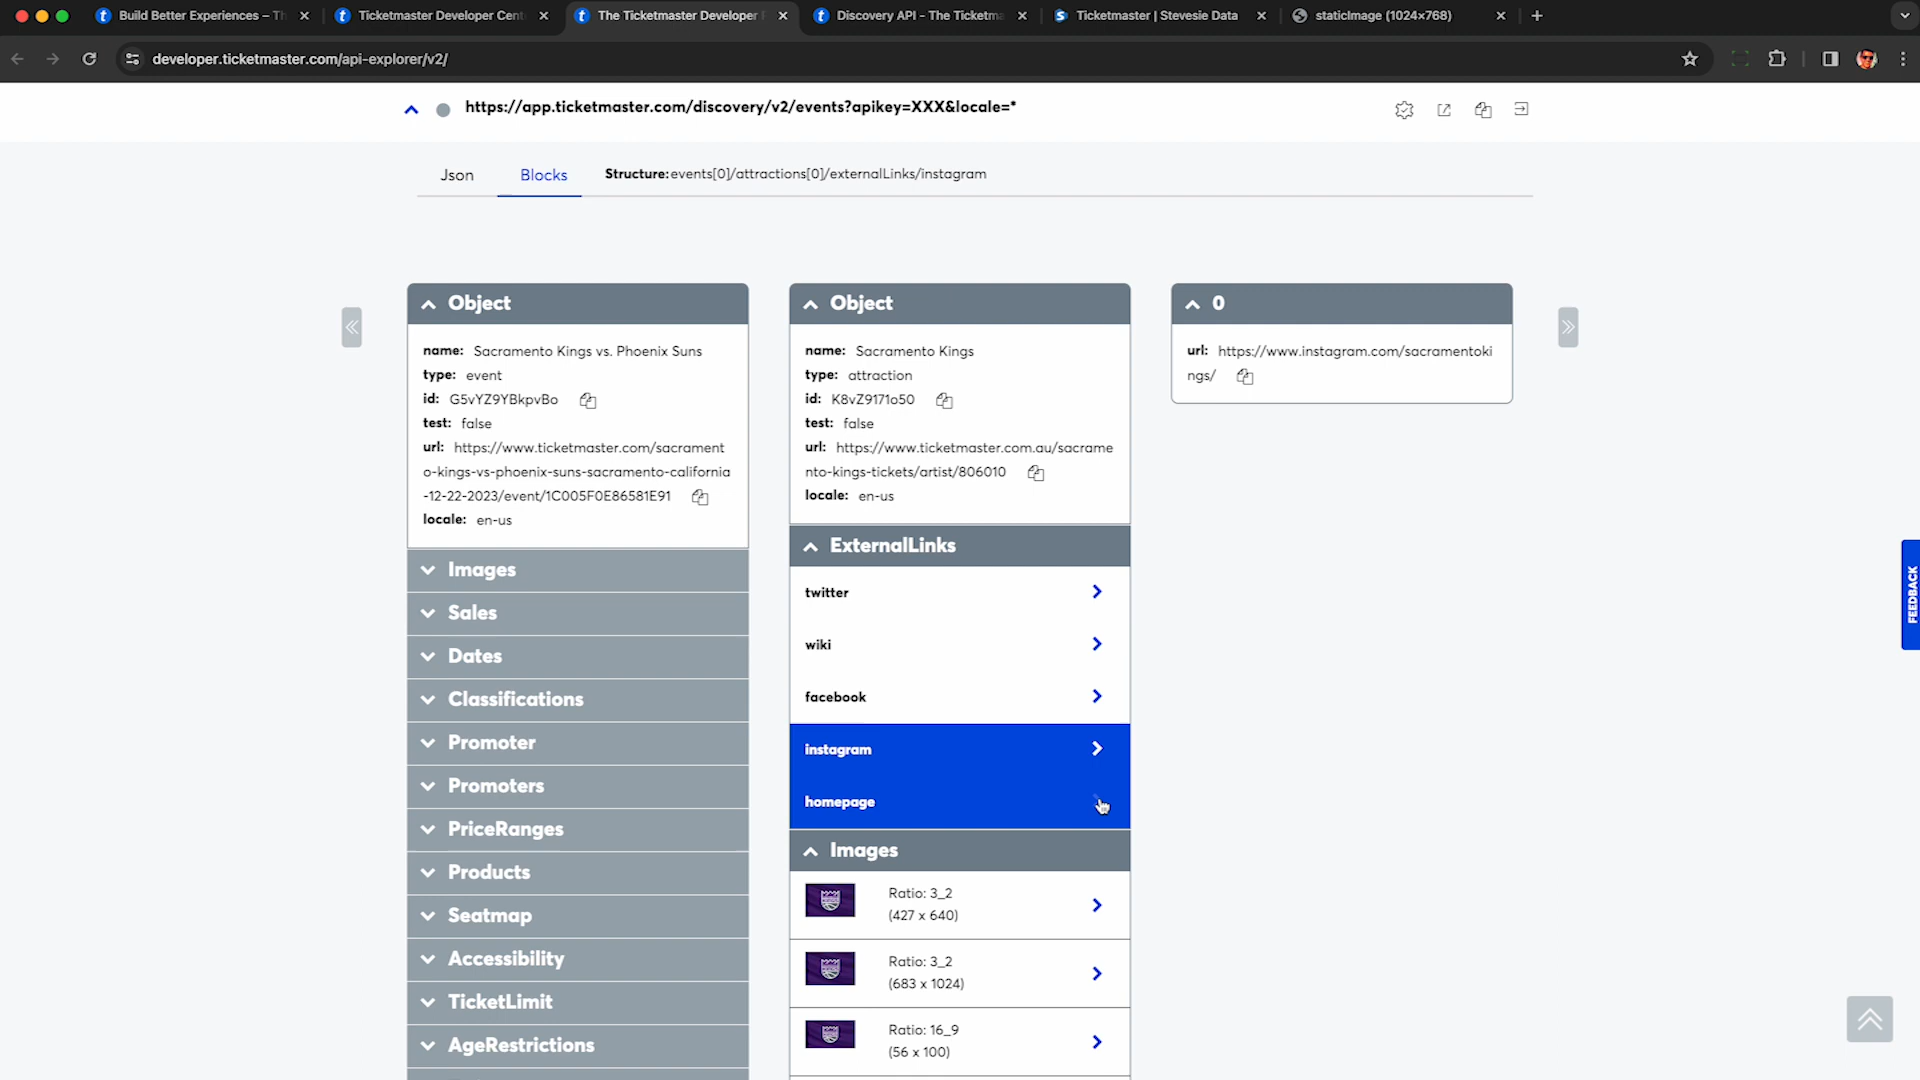 Build Better Experiences – Th
Ticketmaster Developer Cent
The Ticketmaster Developer P
Discovery API - The Ticketma
Ticketmaster | Stevesie Data
staticImage (1024×768)
developer.ticketmaster.com/api-explorer/v2/
https://app.ticketmaster.com/discovery/v2/events?apikey=XXX&locale=*
Json
Blocks
Structure: events[0]/attractions[0]/externalLinks/instagram
Object
name: Sacramento Kings vs. Phoenix Suns
type: event
id: G5vYZ9YBkpvBo
test: false
url: https://www.ticketmaster.com/sacrament
o-kings-vs-phoenix-suns-sacramento-california
-12-22-2023/event/1C005F0E86581E91
locale: en-us
Images
Sales
Dates
Classifications
Promoter
Promoters
PriceRanges
Products
Seatmap
Accessibility
TicketLimit
AgeRestrictions
Object
name: Sacramento Kings
type: attraction
id: K8vZ9171o50
test: false
url: https://www.ticketmaster.com.au/sacrame
nto-kings-tickets/artist/806010
locale: en-us
ExternalLinks
twitter
wiki
facebook
instagram
homepage
Images
Ratio: 3_2
(427 x 640)
Ratio: 3_2
(683 x 1024)
Ratio: 16_9
(56 x 100)
0
url: https://www.instagram.com/sacramentoki
ngs/
FEEDBACK